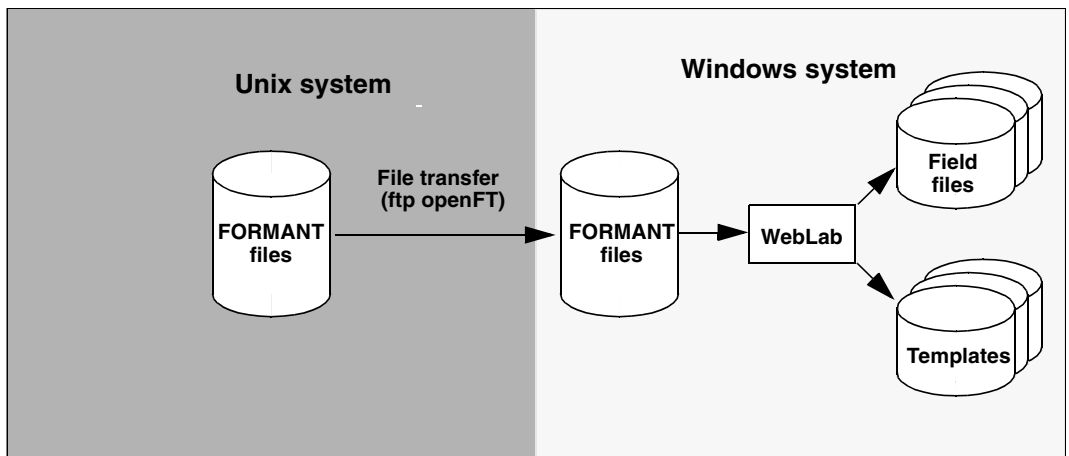 Unix system
Windows system
File transfer
(ftp openFT)
FORMANT
files
FORMANT
files
WebLab
Field
files
Templates